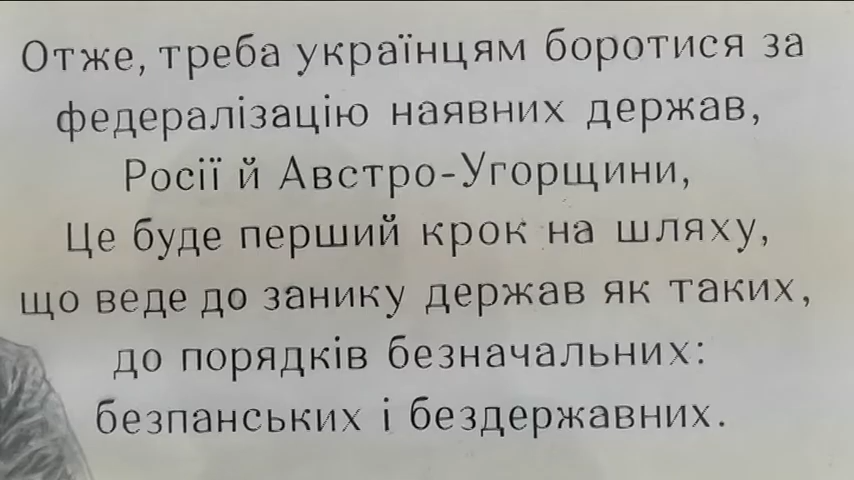 Отже, треба українцям боротися за
федералізацію наявних держав,
Росії й Австро-Угорщини,
Це буде перший крок на шляху,
що веде до занику держав як таких,
до порядків безначальних:
безпанських і бездержавних.